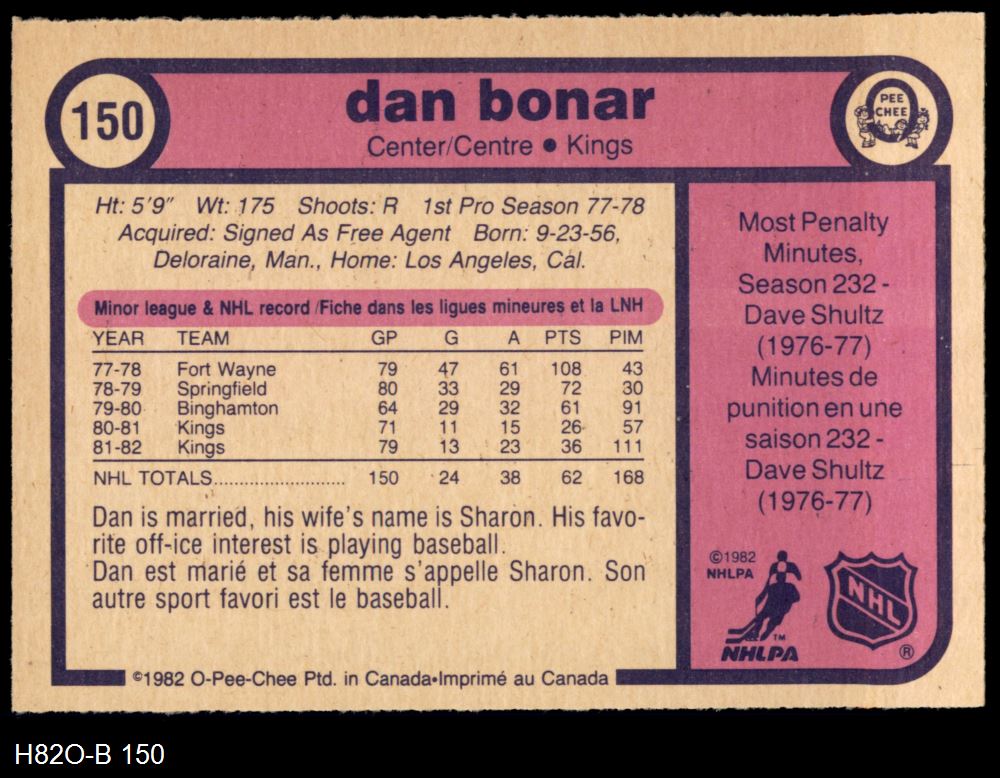 150
dan bonar
Center/Centre • Kings
PEE
CHEE
Ht: 5'9" Wt: 175 Shoots: R 1st Pro Season 77-78
Acquired: Signed As Free Agent Born: 9-23-56,
Deloraine, Man., Home: Los Angeles, Cal.
Minor league & NHL record/Fiche dans les ligues mineures et la LNH
YEAR TEAM GP G A PTS PIM
77-78 Fort Wayne 79 47 61 108 43
78-79 Springfield 80 33 29 72 30
79-80 Binghamton 64 29 32 61 91
80-81 Kings 71 11 15 26 57
81-82 Kings 79 13 23 36 111
NHL TOTALS........................ 150 24 38 62 168
Dan is married, his wife's name is Sharon. His favo-
rite off-ice interest is playing baseball.
Dan est marié et sa femme s'appelle Sharon. Son
autre sport favori est le baseball.
Most Penalty
Minutes,
Season 232 -
Dave Shultz
(1976-77)
Minutes de
punition en une
saison 232 -
Dave Shultz
(1976-77)
©1982
NHLPA
TM
NHLPA
NHL
®
©1982 O-Pee-Chee Ptd. in Canada•Imprimé au Canada
H82O-B 150